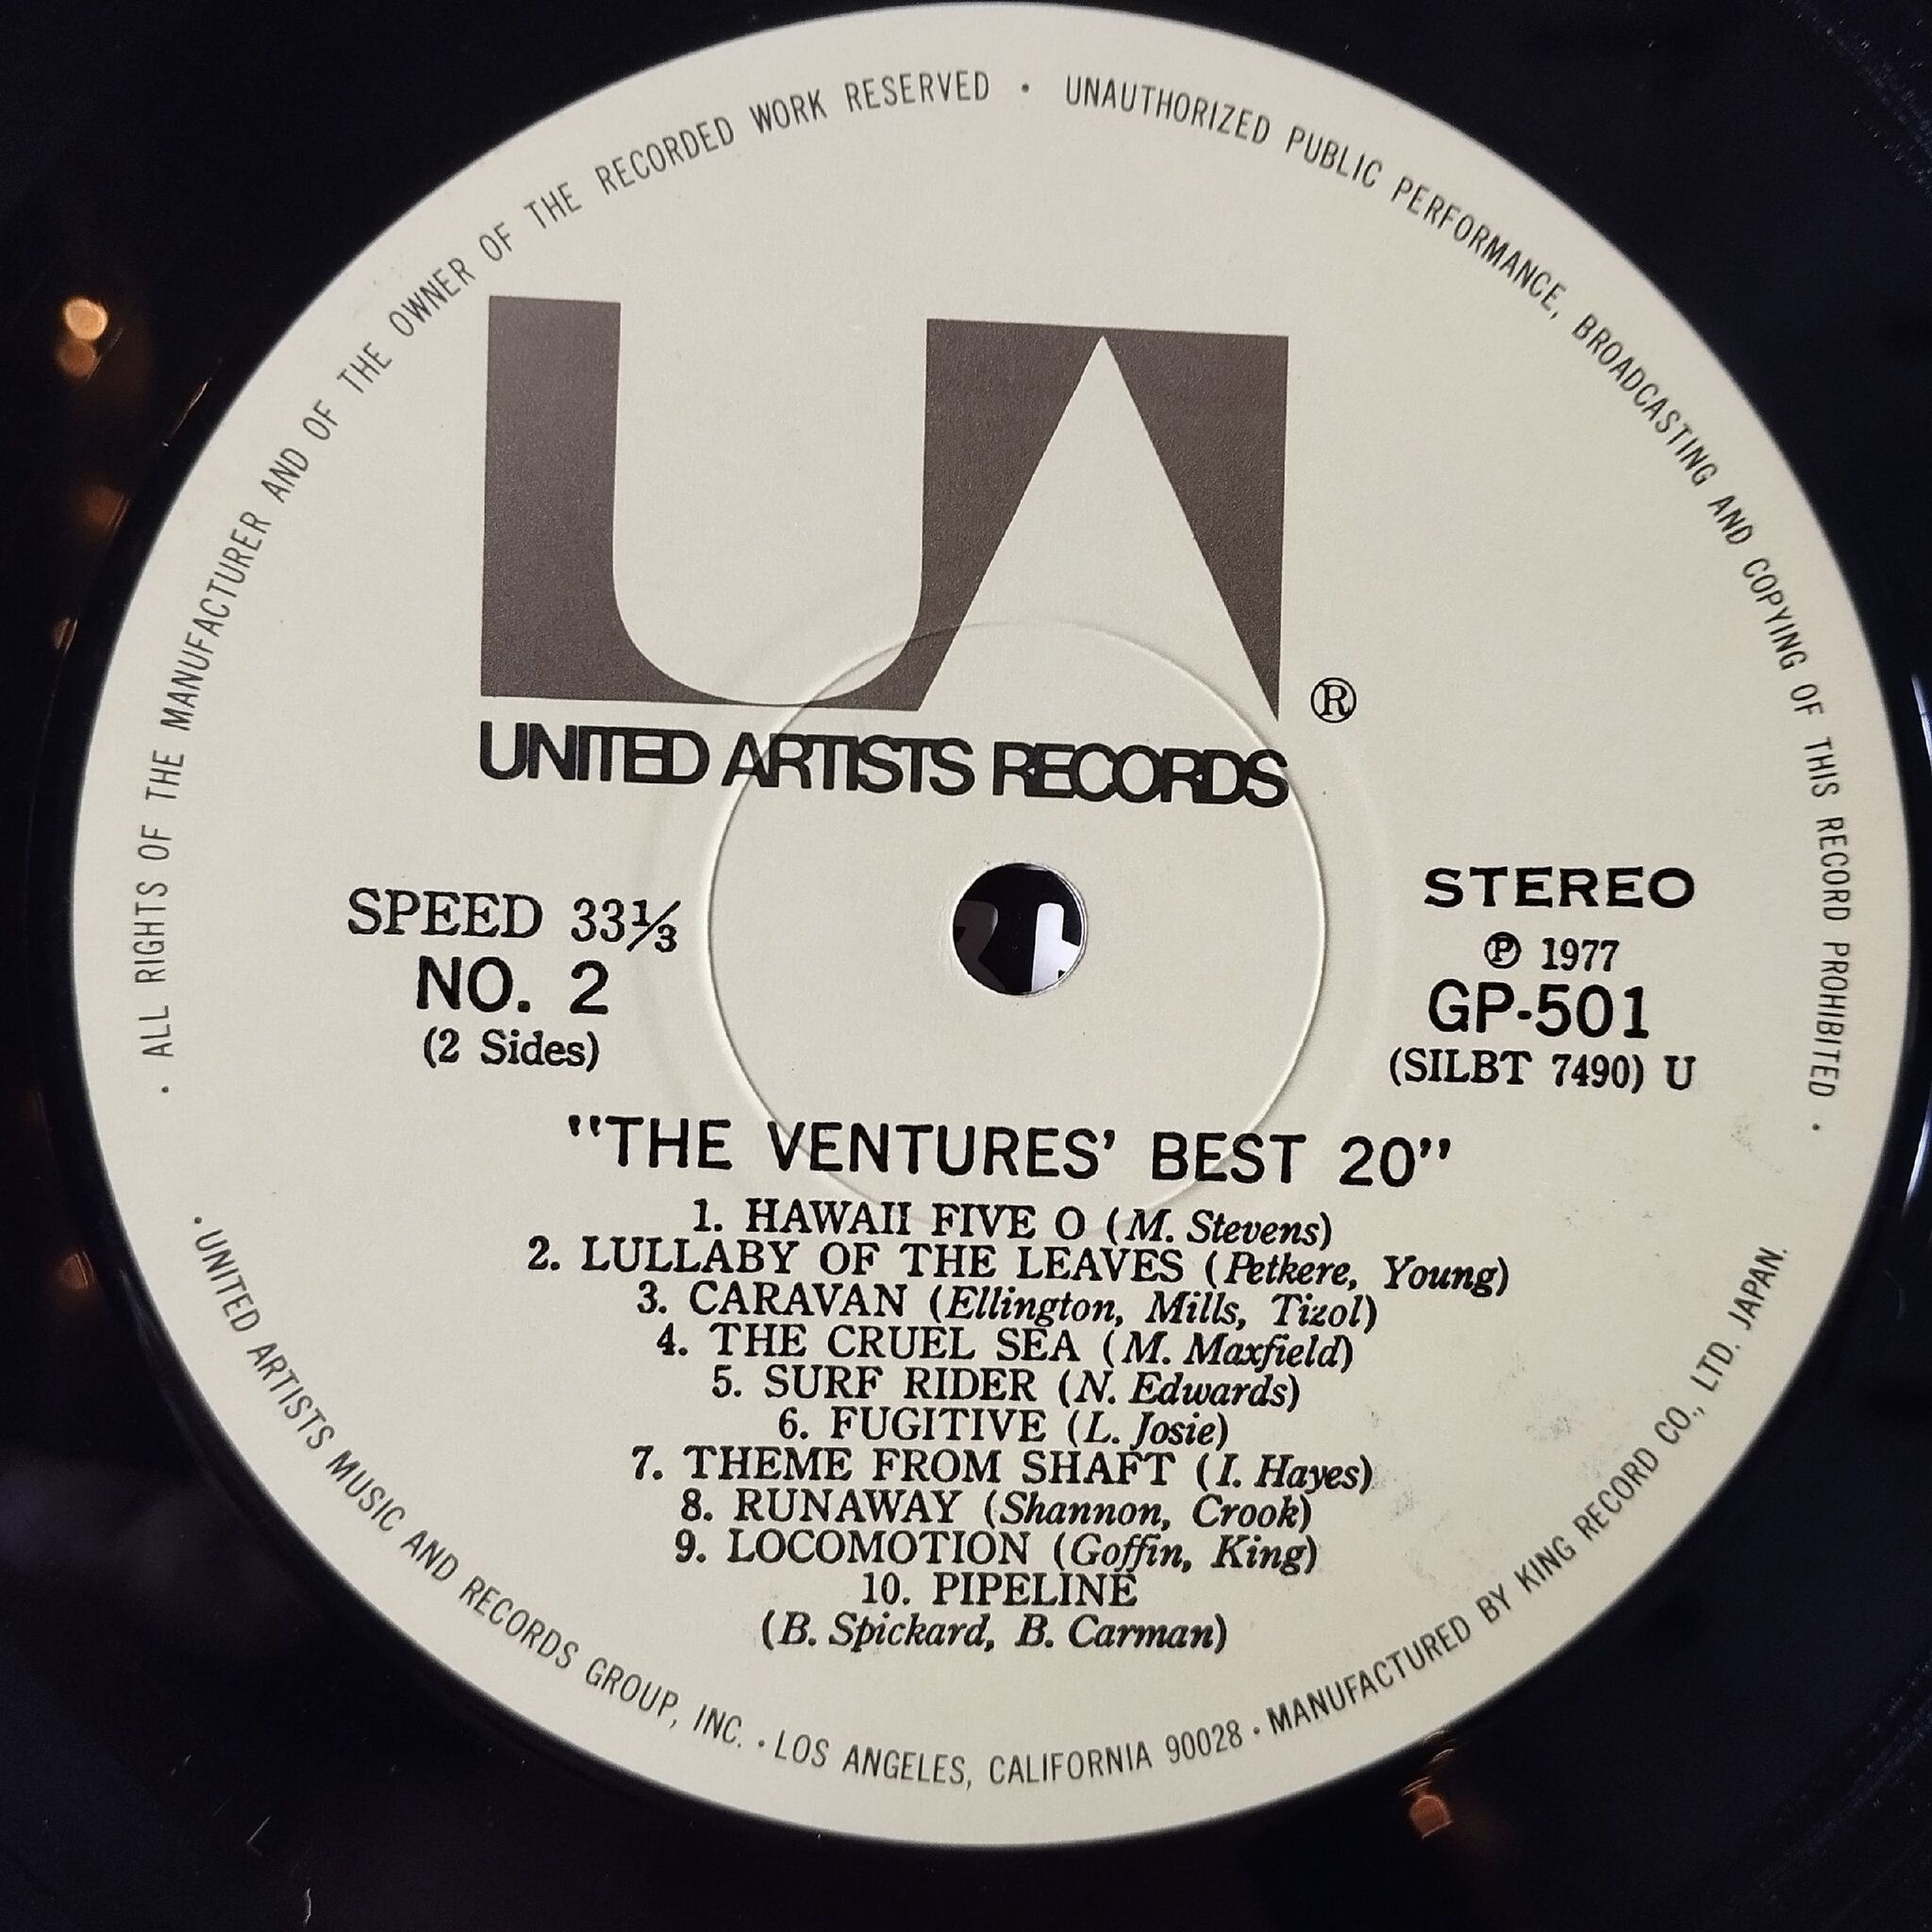 · ALL RIGHTS OF THE MANUFACTURER AND OF THE OWNER OF THE RECORDED WORK RESERVED · UNAUTHORIZED PUBLIC PERFORMANCE, BROADCASTING AND COPYING OF THIS RECORD PROHIBITED ·
UA
®
UNITED ARTISTS RECORDS
SPEED 33⅓
NO. 2
(2 Sides)
STEREO
℗ 1977
GP-501
(SILBT 7490) U
"THE VENTURES' BEST 20"
1. HAWAII FIVE O (M. Stevens)
2. LULLABY OF THE LEAVES (Petkere, Young)
3. CARAVAN (Ellington, Mills, Tizol)
4. THE CRUEL SEA (M. Maxfield)
5. SURF RIDER (N. Edwards)
6. FUGITIVE (L. Josie)
7. THEME FROM SHAFT (I. Hayes)
8. RUNAWAY (Shannon, Crook)
9. LOCOMOTION (Goffin, King)
10. PIPELINE
(B. Spickard, B. Carman)
· UNITED ARTISTS MUSIC AND RECORDS GROUP, INC. · LOS ANGELES, CALIFORNIA 90028 · MANUFACTURED BY KING RECORD CO., LTD. JAPAN.